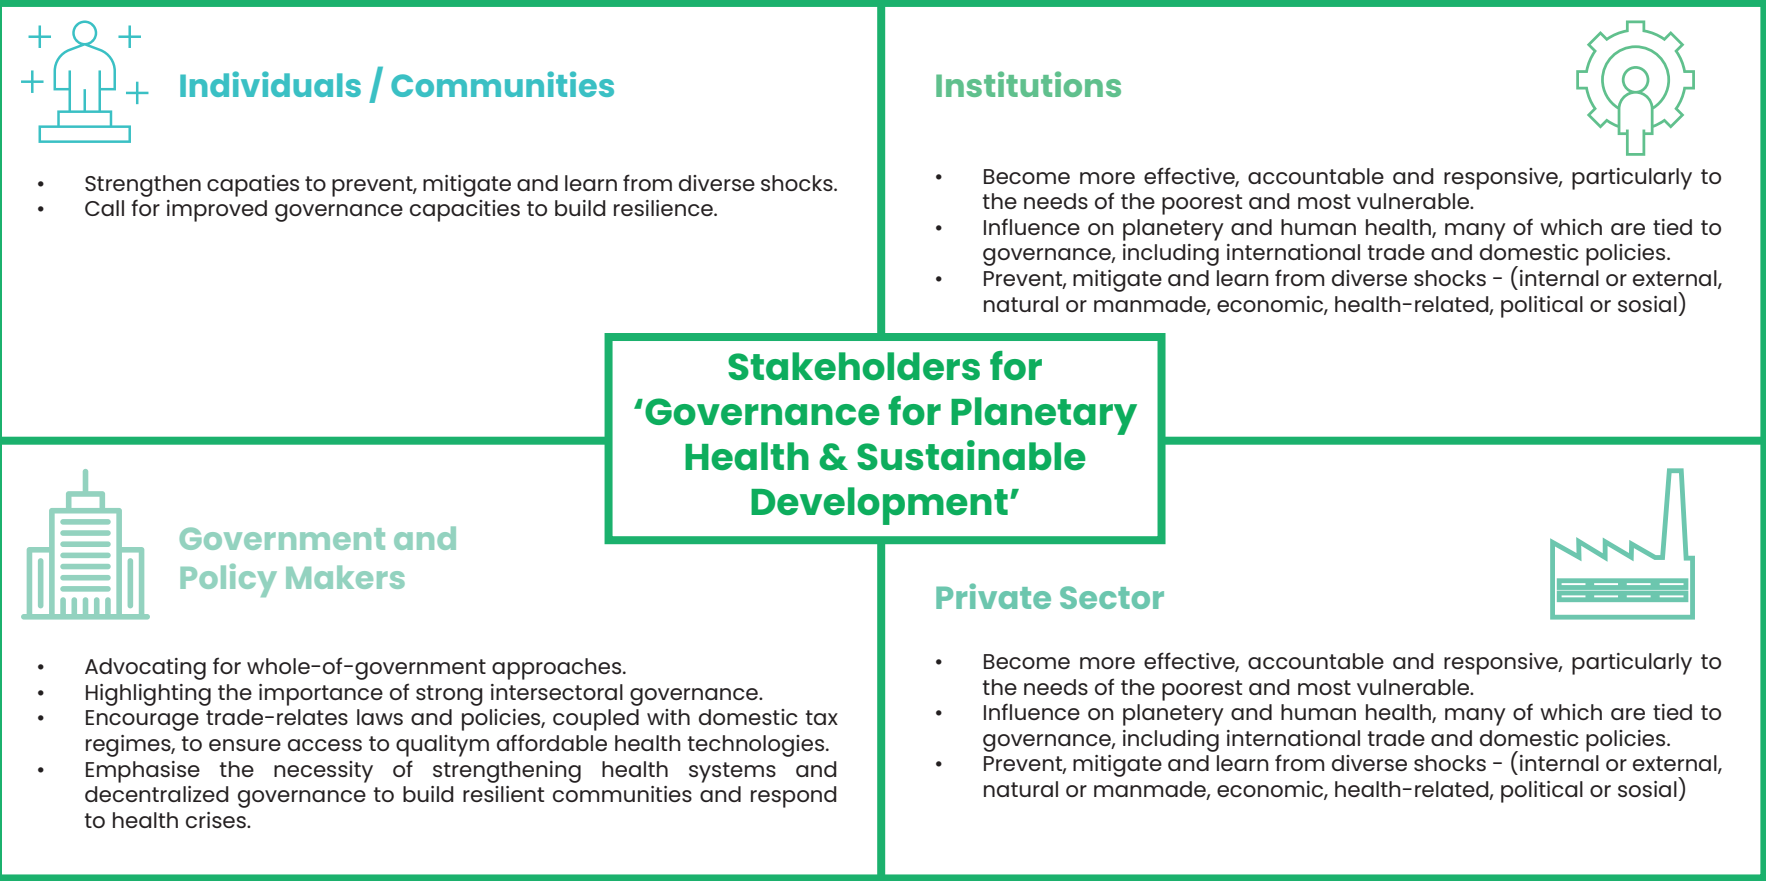 Individuals / Communities
• Strengthen capaties to prevent, mitigate and learn from diverse shocks.
• Call for improved governance capacities to build resilience.
Institutions
• Become more effective, accountable and responsive, particularly to
the needs of the poorest and most vulnerable.
• Influence on planetery and human health, many of which are tied to
governance, including international trade and domestic policies.
• Prevent, mitigate and learn from diverse shocks - (internal or external,
natural or manmade, economic, health-related, political or sosial)
Stakeholders for
‘Governance for Planetary
Health & Sustainable
Development’
Government and
Policy Makers
• Advocating for whole-of-government approaches.
• Highlighting the importance of strong intersectoral governance.
• Encourage trade-relates laws and policies, coupled with domestic tax
regimes, to ensure access to qualitym affordable health technologies.
• Emphasise the necessity of strengthening health systems and
decentralized governance to build resilient communities and respond
to health crises.
Private Sector
• Become more effective, accountable and responsive, particularly to
the needs of the poorest and most vulnerable.
• Influence on planetery and human health, many of which are tied to
governance, including international trade and domestic policies.
• Prevent, mitigate and learn from diverse shocks - (internal or external,
natural or manmade, economic, health-related, political or sosial)